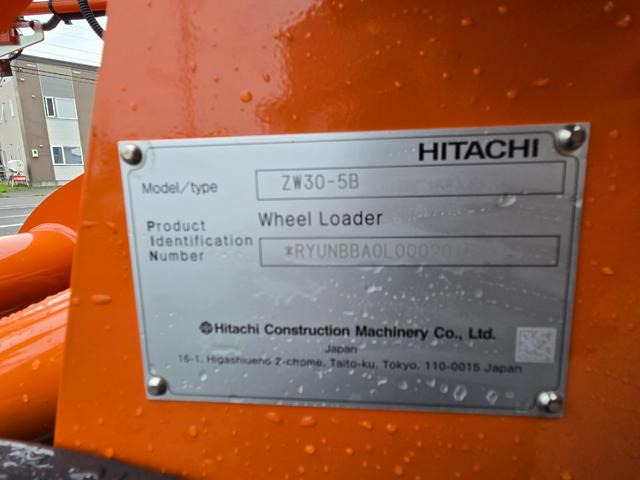 HITACHI
Model/type ZW30-5B
Product Identification Number
Wheel Loader
Hitachi Construction Machinery Co., Ltd.
Japan
16-1, Higashiueno 2-chome, Taito-ku, Tokyo, 110-0015 Japan